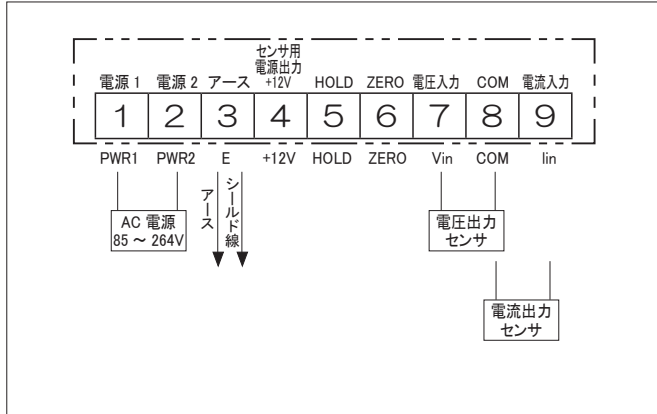 センサ用
電源出力
電源 1 電源 2 アース +12V HOLD ZERO 電圧入力 COM 電流入力
1 2 3 4 5 6 7 8 9
PWR1 PWR2 E +12V HOLD ZERO Vin COM Iin
アース
シールド線
AC 電源
85 ～ 264V
電圧出力
センサ
電流出力
センサ